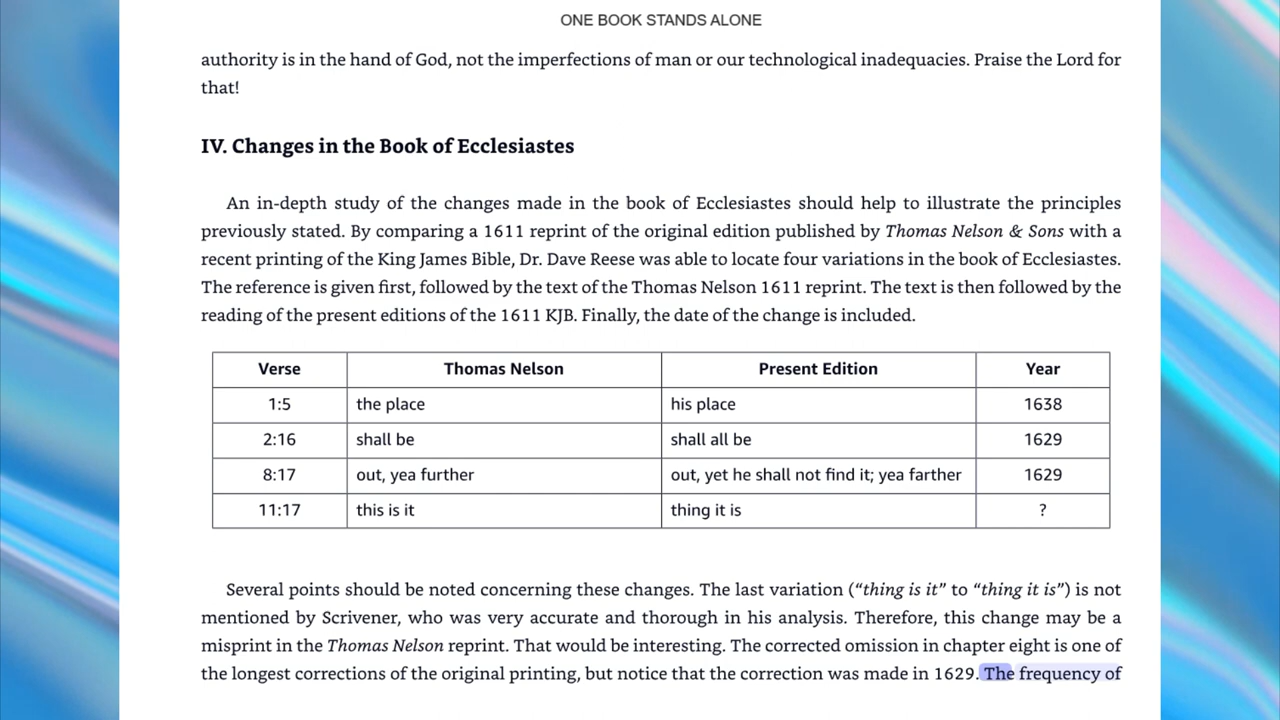 ONE BOOK STANDS ALONE
authority is in the hand of God, not the imperfections of man or our technological inadequacies. Praise the Lord for
that!
IV. Changes in the Book of Ecclesiastes
An in-depth study of the changes made in the book of Ecclesiastes should help to illustrate the principles
previously stated. By comparing a 1611 reprint of the original edition published by Thomas Nelson & Sons with a
recent printing of the King James Bible, Dr. Dave Reese was able to locate four variations in the book of Ecclesiastes.
The reference is given first, followed by the text of the Thomas Nelson 1611 reprint. The text is then followed by the
reading of the present editions of the 1611 KJB. Finally, the date of the change is included.
Verse Thomas Nelson Present Edition Year
1:5 the place his place 1638
2:16 shall be shall all be 1629
8:17 out, yea further out, yet he shall not find it; yea farther 1629
11:17 this is it thing it is ?
Several points should be noted concerning these changes. The last variation (“thing is it” to “thing it is”) is not
mentioned by Scrivener, who was very accurate and thorough in his analysis. Therefore, this change may be a
misprint in the Thomas Nelson reprint. That would be interesting. The corrected omission in chapter eight is one of
the longest corrections of the original printing, but notice that the correction was made in 1629. The frequency of